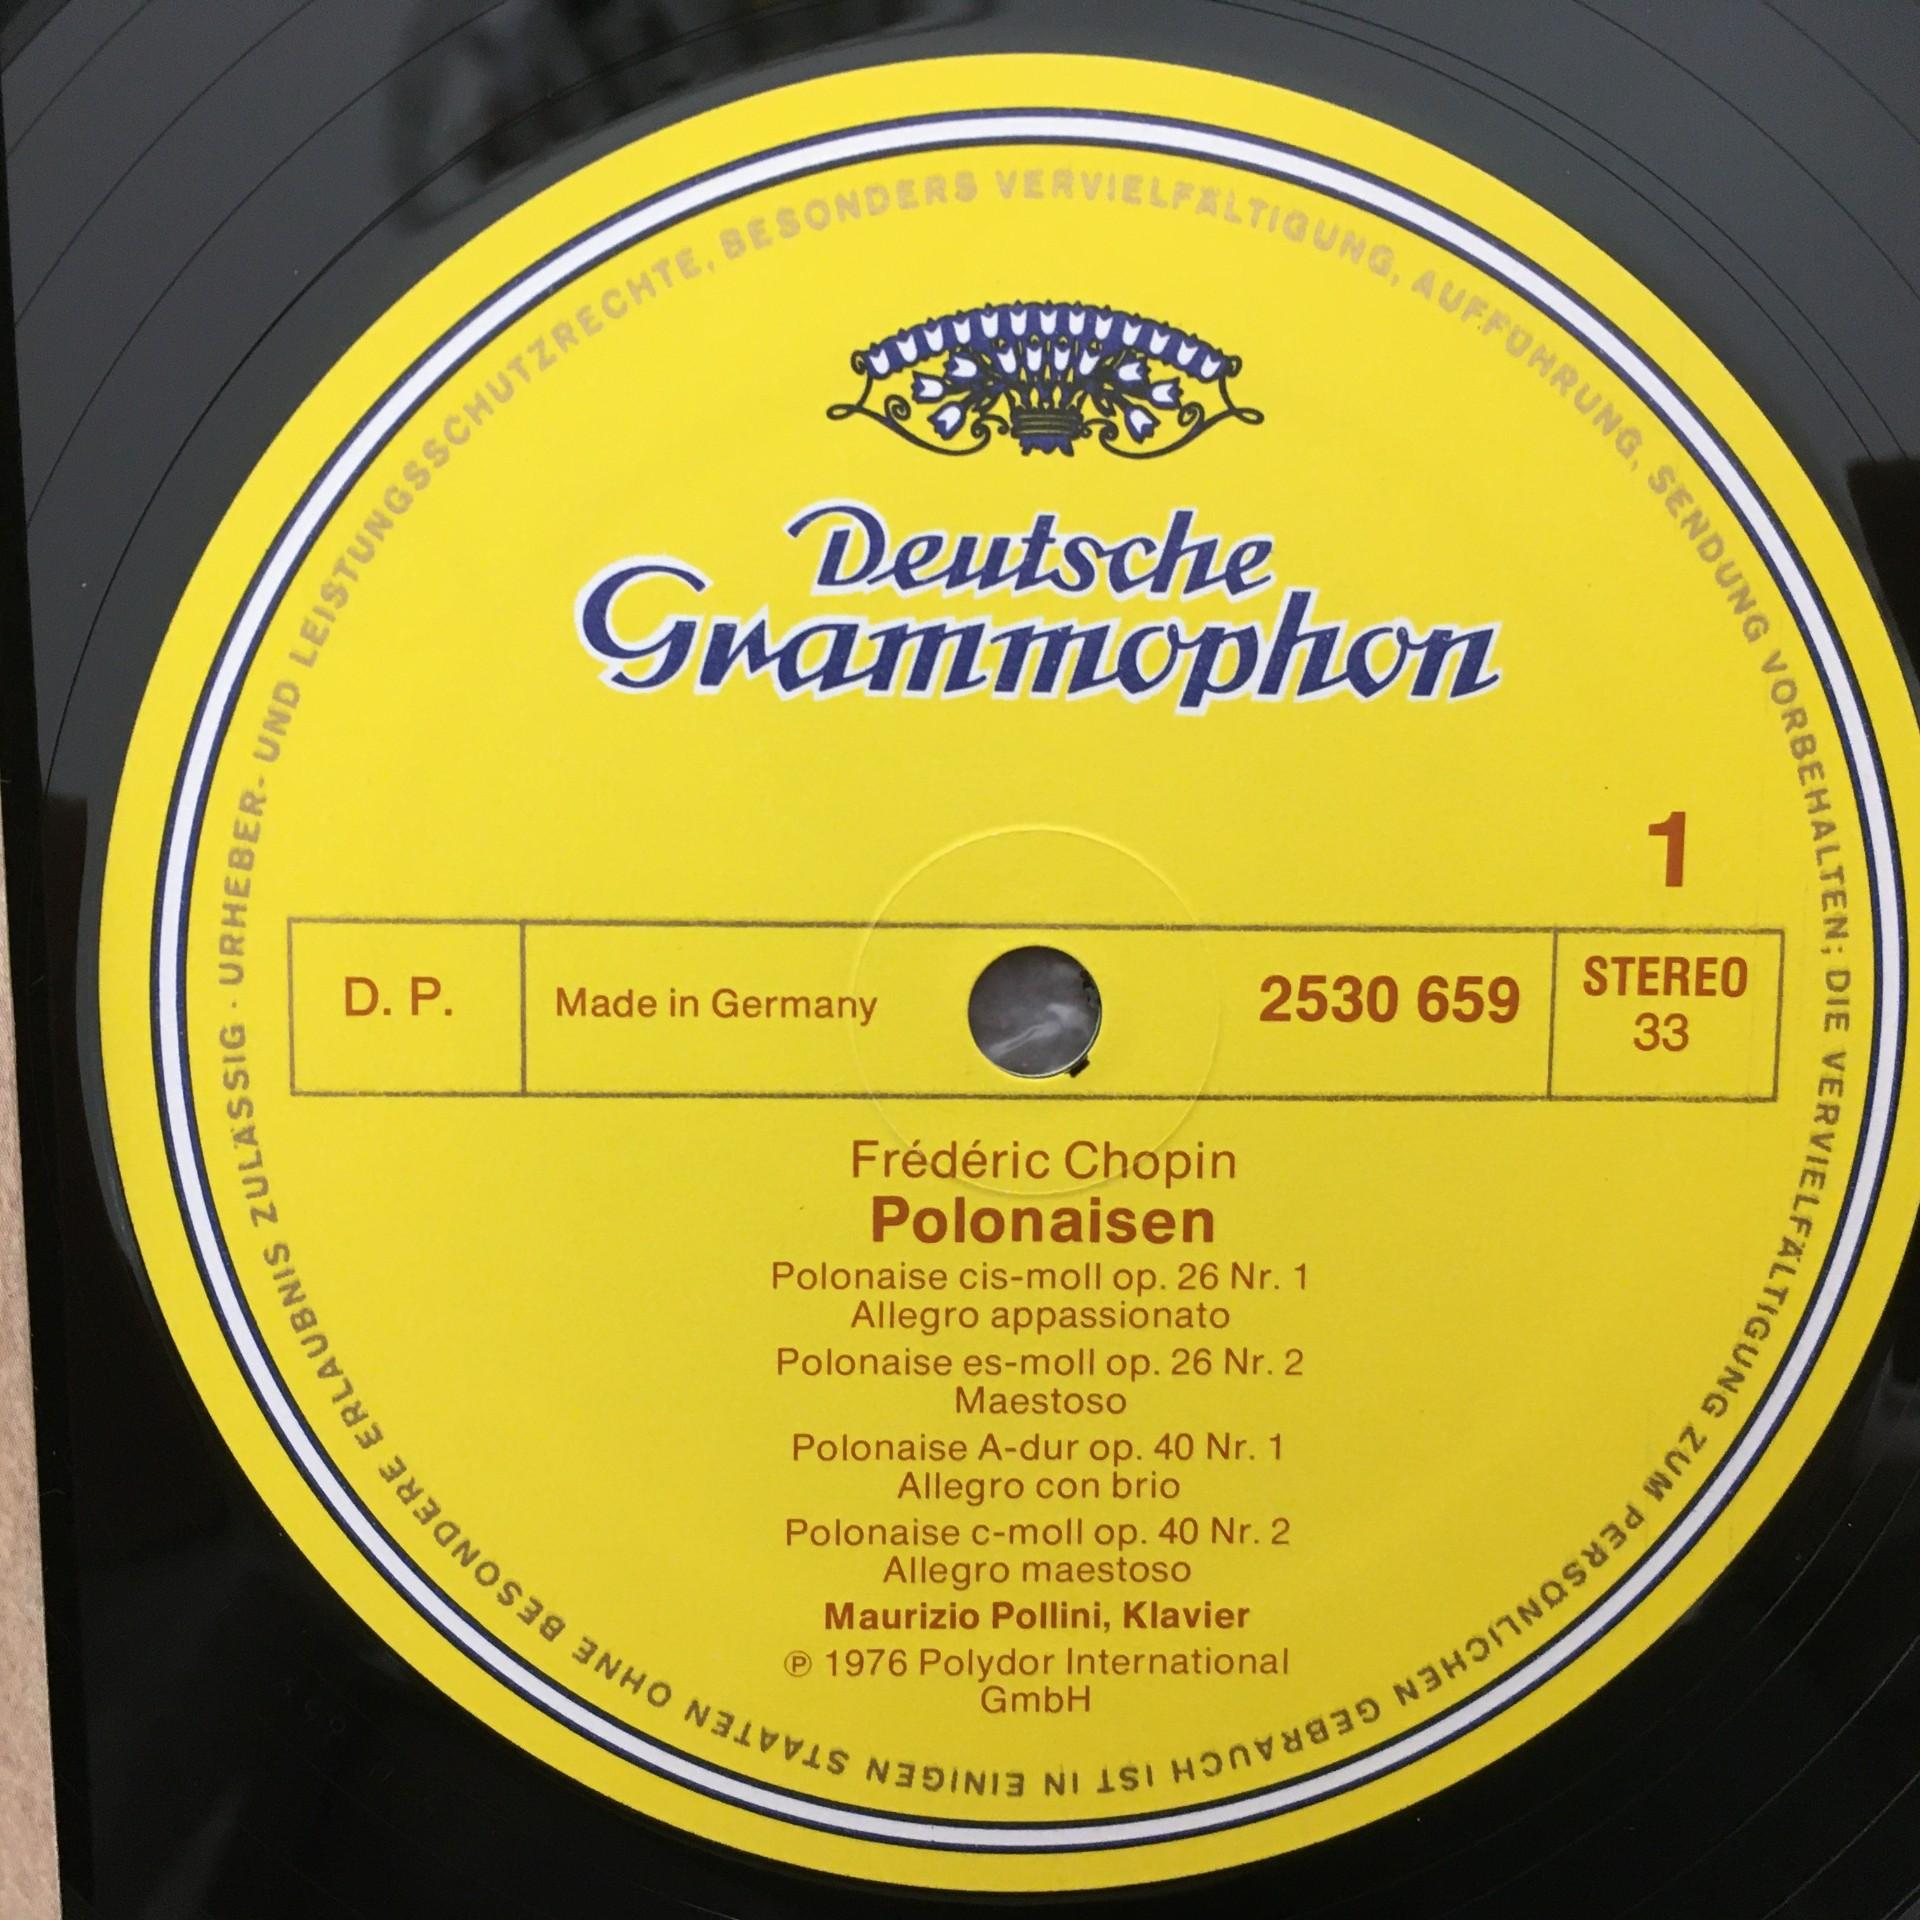 URHEBER- UND LEISTUNGSSCHUTZRECHTE, BESONDERS VERVIELFÄLTIGUNG, AUFFÜHRUNG, SENDUNG VORBEHALTEN; DIE VERVIELFÄLTIGUNG ZUM PERSÖNLICHEN GEBRAUCH IST IN EINIGEN STAATEN OHNE BESONDERE ERLAUBNIS ZULÄSSIG ·
Deutsche
Grammophon
1
D. P.
Made in Germany
2530 659
STEREO
33
Frédéric Chopin
Polonaisen
Polonaise cis-moll op. 26 Nr. 1
Allegro appassionato
Polonaise es-moll op. 26 Nr. 2
Maestoso
Polonaise A-dur op. 40 Nr. 1
Allegro con brio
Polonaise c-moll op. 40 Nr. 2
Allegro maestoso
Maurizio Pollini, Klavier
℗ 1976 Polydor International
GmbH